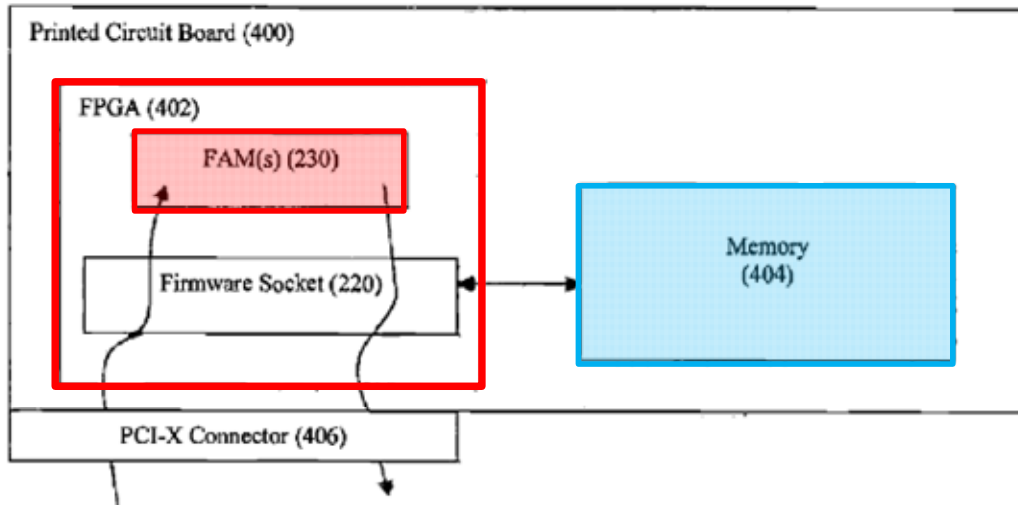 Printed Circuit Board (400)
FPGA (402)
FAM(s) (230)
Firmware Socket (220)
Memory
(404)
PCI-X Connector (406)